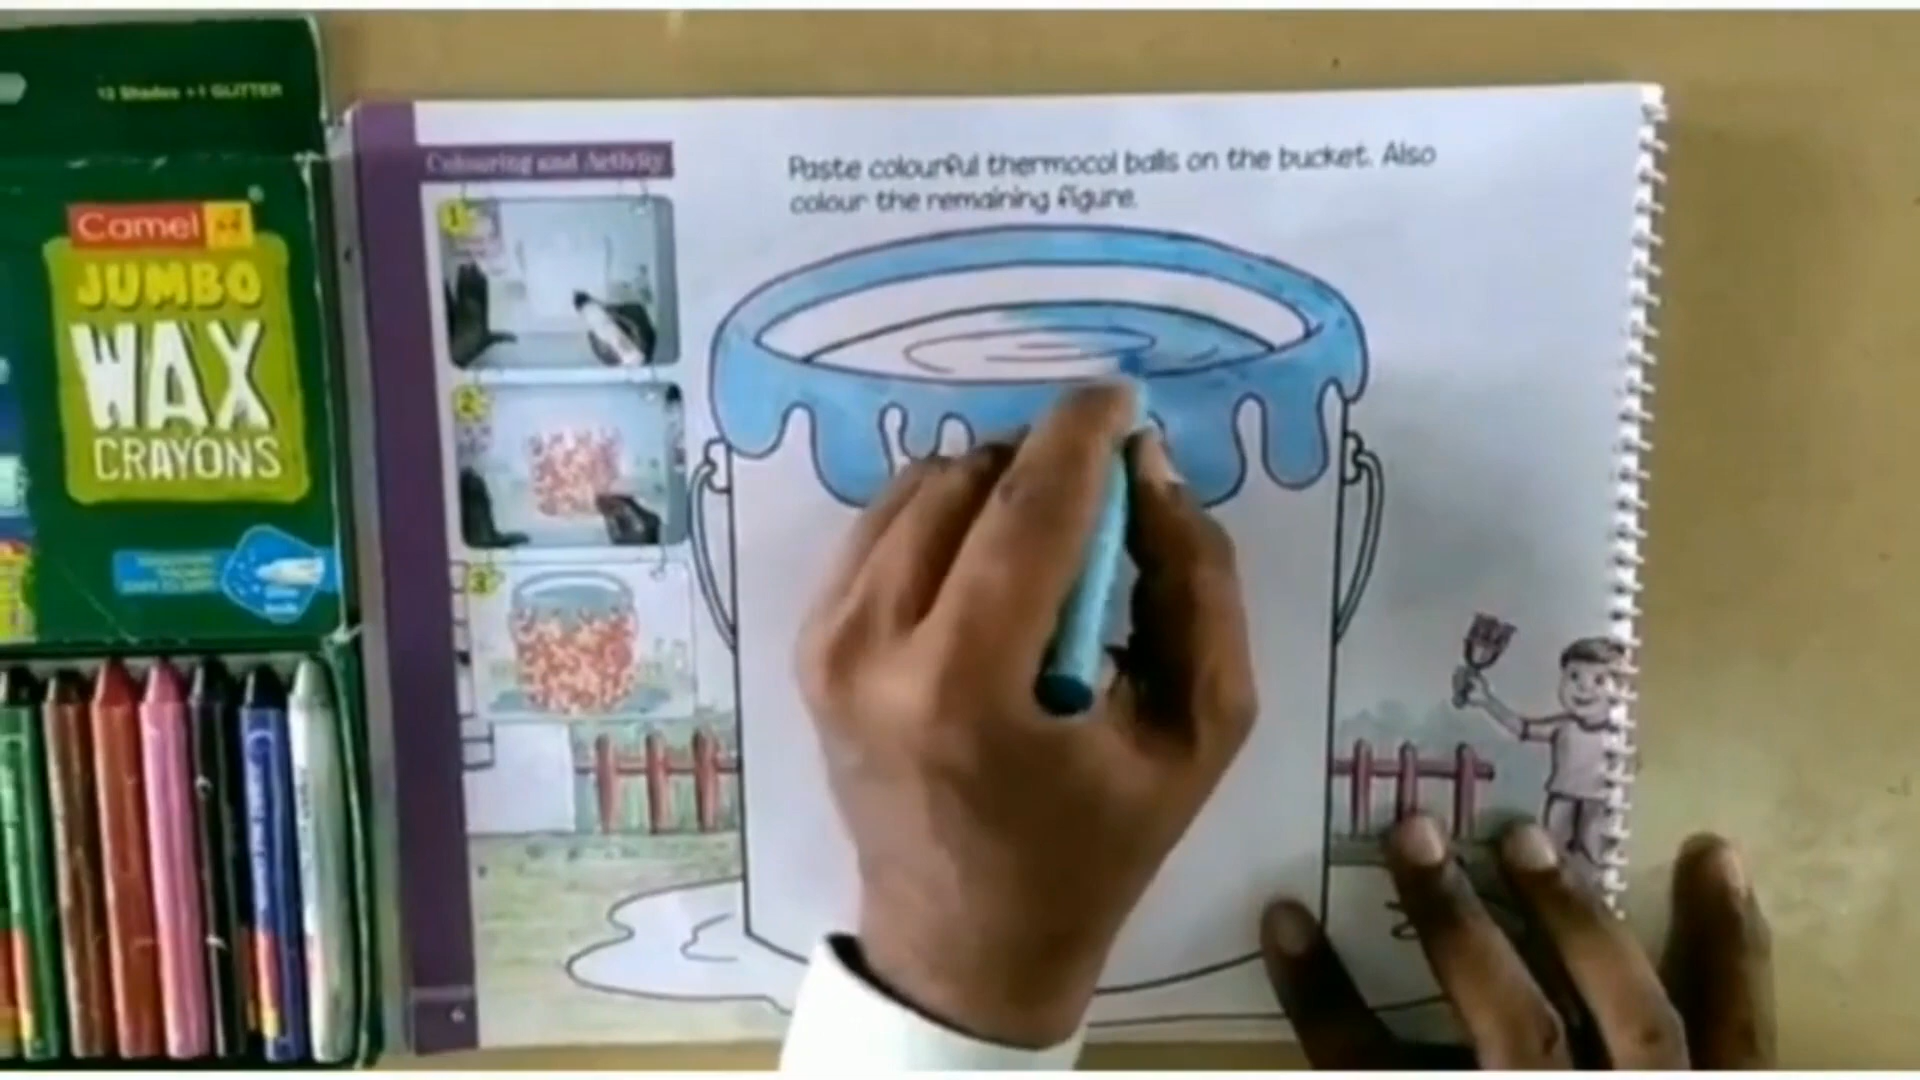 12 Shades + 1 GLITTER
Camel
JUMBO
WAX
CRAYONS
Colouring and Activity
Paste colourful thermocol balls on the bucket. Also
colour the remaining figure.
1
2
3
6